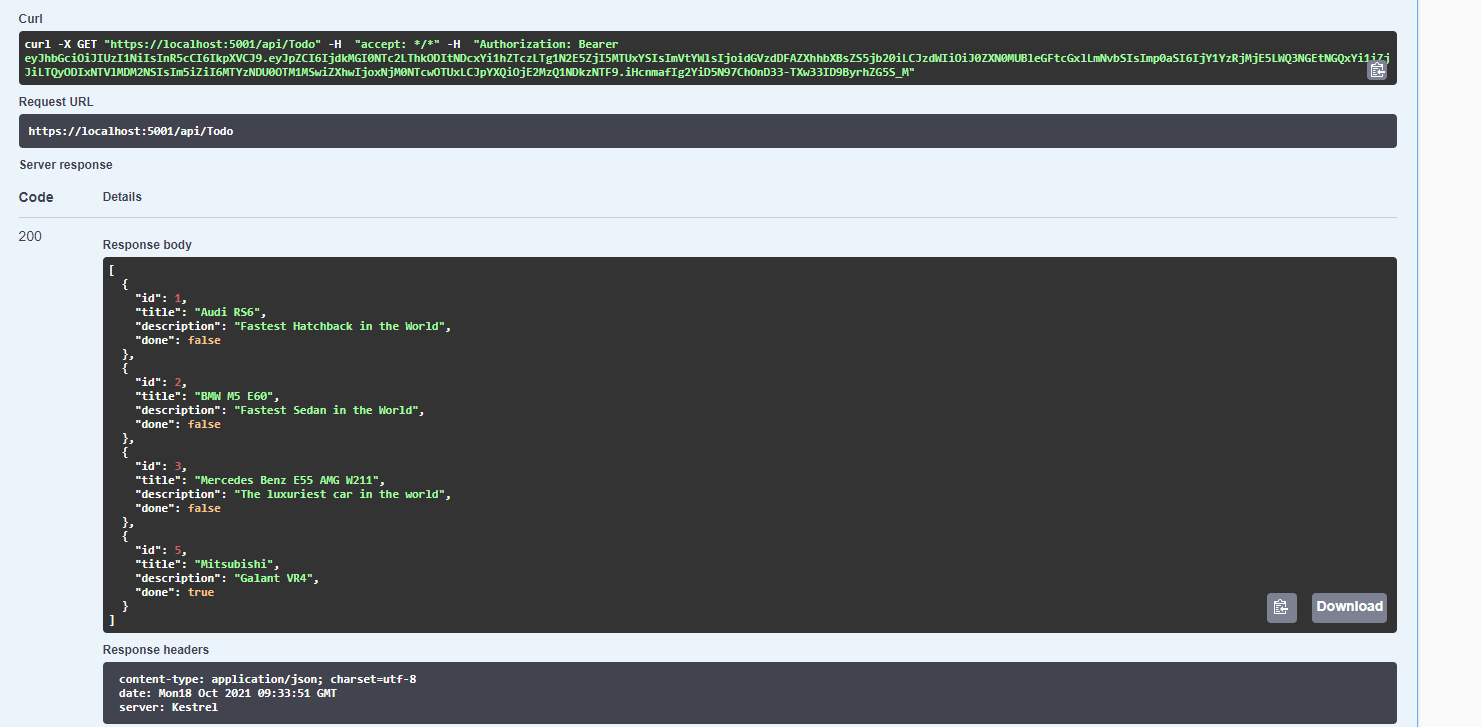 Curl
curl -X GET "https://localhost:5001/api/Todo" -H  "accept: */*" -H  "Authorization: Bearer
Request URL
https://localhost:5001/api/Todo
Server response
Code Details
200
Response body
[
  {
    "id": 1,
    "title": "Audi RS6",
    "description": "Fastest Hatchback in the World",
    "done": false
  },
  {
    "id": 2,
    "title": "BMW M5 E60",
    "description": "Fastest Sedan in the World",
    "done": false
  },
  {
    "id": 3,
    "title": "Mercedes Benz E55 AMG W211",
    "description": "The luxuriest car in the world",
    "done": false
  },
  {
    "id": 5,
    "title": "Mitsubishi",
    "description": "Galant VR4",
    "done": true
  }
]
Download
Response headers
content-type: application/json; charset=utf-8
date: Mon18 Oct 2021 09:33:51 GMT
server: Kestrel